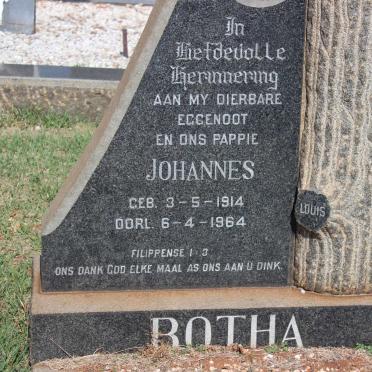 In
Liefdevolle
Herinnering
AAN MY DIERBARE
EGGENOOT
EN ONS PAPPIE
JOHANNES
GEB. 3-5-1914
OORL. 6-4-1964
LOUIS
FILIPPENSE 1-3
ONS DANK GOD ELKE MAAL AS ONS AAN U DINK.
BOTHA